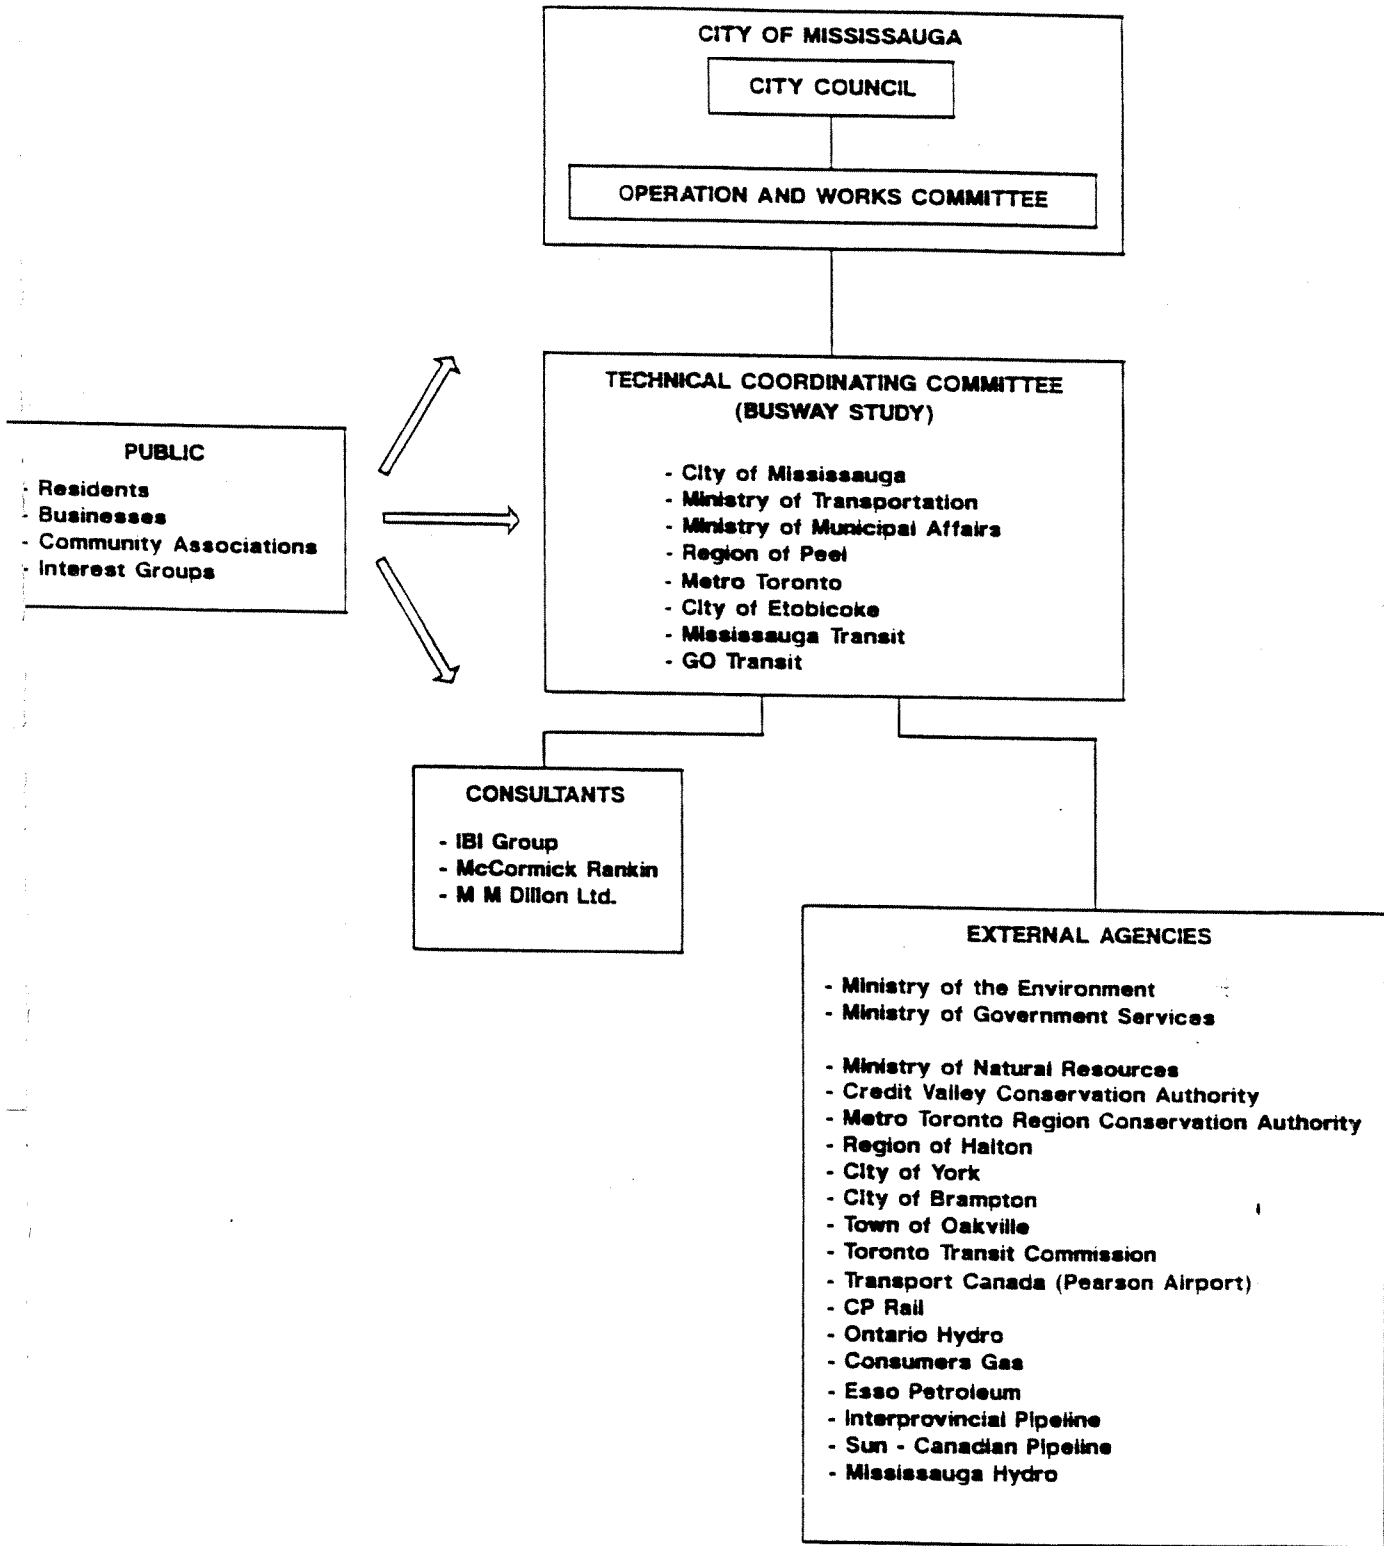 CITY OF MISSISSAUGA
CITY COUNCIL
OPERATION AND WORKS COMMITTEE
TECHNICAL COORDINATING COMMITTEE
(BUSWAY STUDY)
- City of Mississauga
- Ministry of Transportation
- Ministry of Municipal Affairs
- Region of Peel
- Metro Toronto
- City of Etobicoke
- Mississauga Transit
- GO Transit
PUBLIC
- Residents
- Businesses
- Community Associations
- Interest Groups
CONSULTANTS
- IBI Group
- McCormick Rankin
- M M Dillon Ltd.
EXTERNAL AGENCIES
- Ministry of the Environment
- Ministry of Government Services
- Ministry of Natural Resources
- Credit Valley Conservation Authority
- Metro Toronto Region Conservation Authority
- Region of Halton
- City of York
- City of Brampton
- Town of Oakville
- Toronto Transit Commission
- Transport Canada (Pearson Airport)
- CP Rail
- Ontario Hydro
- Consumers Gas
- Esso Petroleum
- Interprovincial Pipeline
- Sun - Canadian Pipeline
- Mississauga Hydro